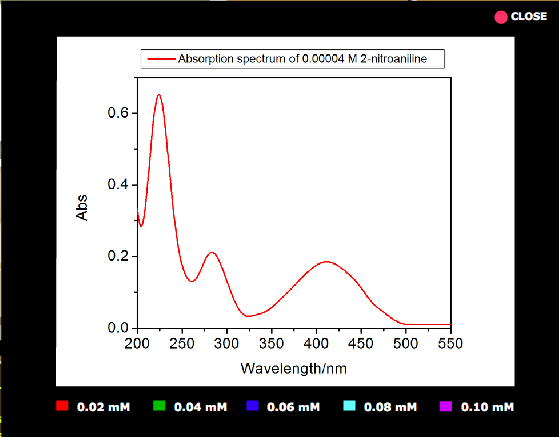 CLOSE
Absorption spectrum of 0.00004 M 2-nitroaniline
0.6
0.4
0.2
0.0
Abs
200 250 300 350 400 450 500 550
Wavelength/nm
0.02 mM 0.04 mM 0.06 mM 0.08 mM 0.10 mM